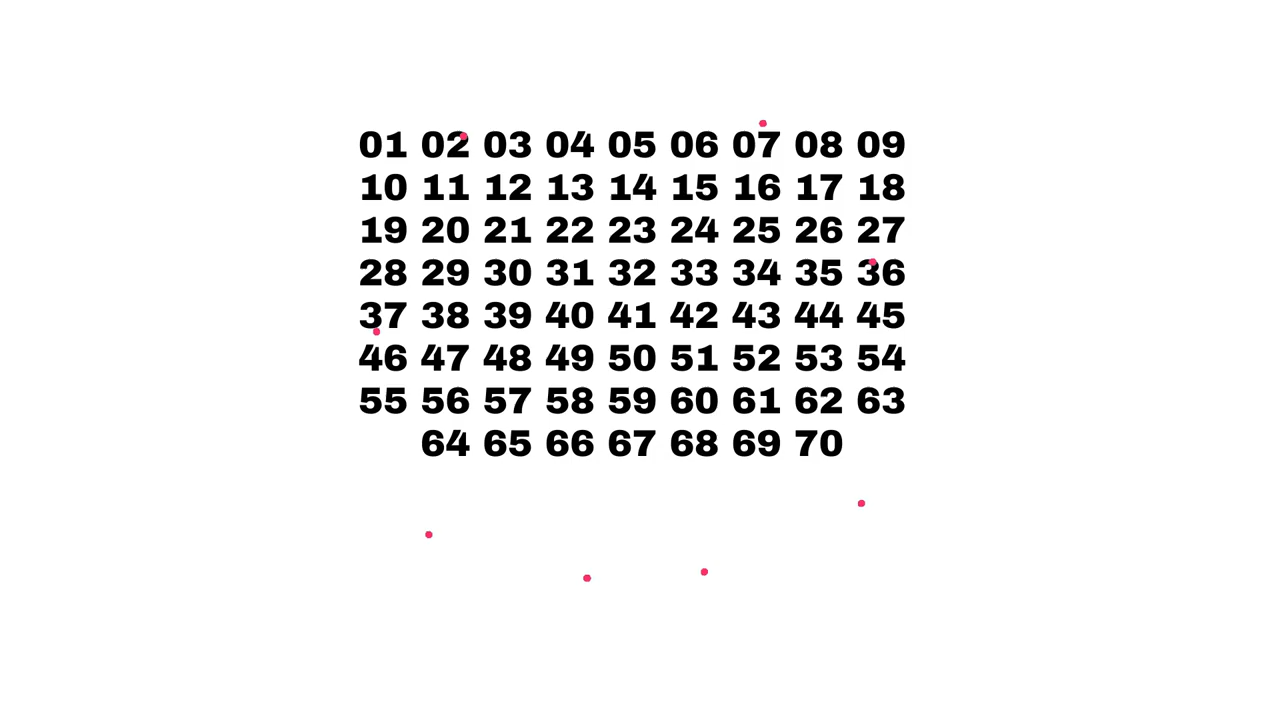 01 02 03 04 05 06 07 08 09
10 11 12 13 14 15 16 17 18
19 20 21 22 23 24 25 26 27
28 29 30 31 32 33 34 35 36
37 38 39 40 41 42 43 44 45
46 47 48 49 50 51 52 53 54
55 56 57 58 59 60 61 62 63
64 65 66 67 68 69 70